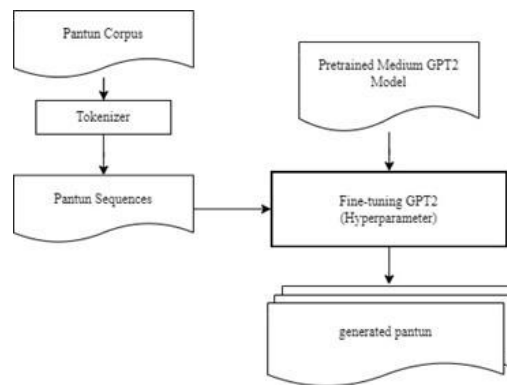 Pantun Corpus
Pretrained Medium GPT2
Model
Tokenizer
Pantun Sequences
Fine-tuning GPT2
(Hyperparameter)
generated pantun